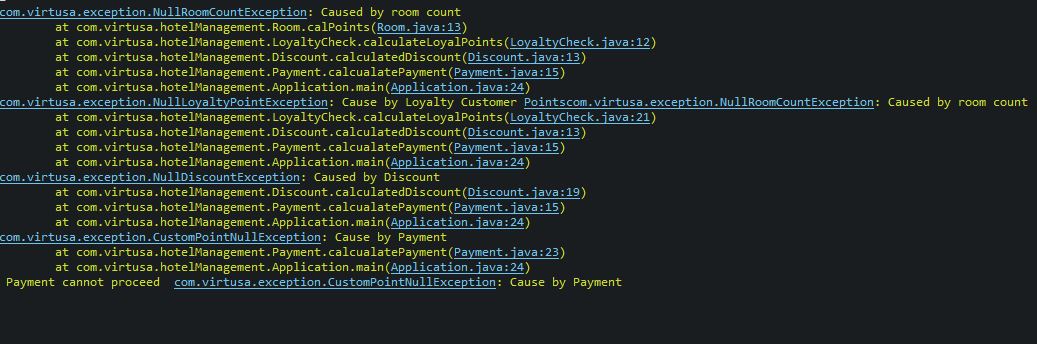 com.virtusa.exception.NullRoomCountException: Caused by room count
at com.virtusa.hotelManagement.Room.calPoints(Room.java:13)
at com.virtusa.hotelManagement.LoyaltyCheck.calculateLoyalPoints(LoyaltyCheck.java:12)
at com.virtusa.hotelManagement.Discount.calculatedDiscount(Discount.java:13)
at com.virtusa.hotelManagement.Payment.calcualatePayment(Payment.java:15)
at com.virtusa.hotelManagement.Application.main(Application.java:24)
com.virtusa.exception.NullLoyaltyPointException: Cause by Loyalty Customer Pointscom.virtusa.exception.NullRoomCountException: Caused by room count
at com.virtusa.hotelManagement.LoyaltyCheck.calculateLoyalPoints(LoyaltyCheck.java:21)
at com.virtusa.hotelManagement.Discount.calculatedDiscount(Discount.java:13)
at com.virtusa.hotelManagement.Payment.calcualatePayment(Payment.java:15)
at com.virtusa.hotelManagement.Application.main(Application.java:24)
com.virtusa.exception.NullDiscountException: Caused by Discount
at com.virtusa.hotelManagement.Discount.calculatedDiscount(Discount.java:19)
at com.virtusa.hotelManagement.Payment.calcualatePayment(Payment.java:15)
at com.virtusa.hotelManagement.Application.main(Application.java:24)
com.virtusa.exception.CustomPointNullException: Cause by Payment
at com.virtusa.hotelManagement.Payment.calcualatePayment(Payment.java:23)
at com.virtusa.hotelManagement.Application.main(Application.java:24)
Payment cannot proceed  com.virtusa.exception.CustomPointNullException: Cause by Payment